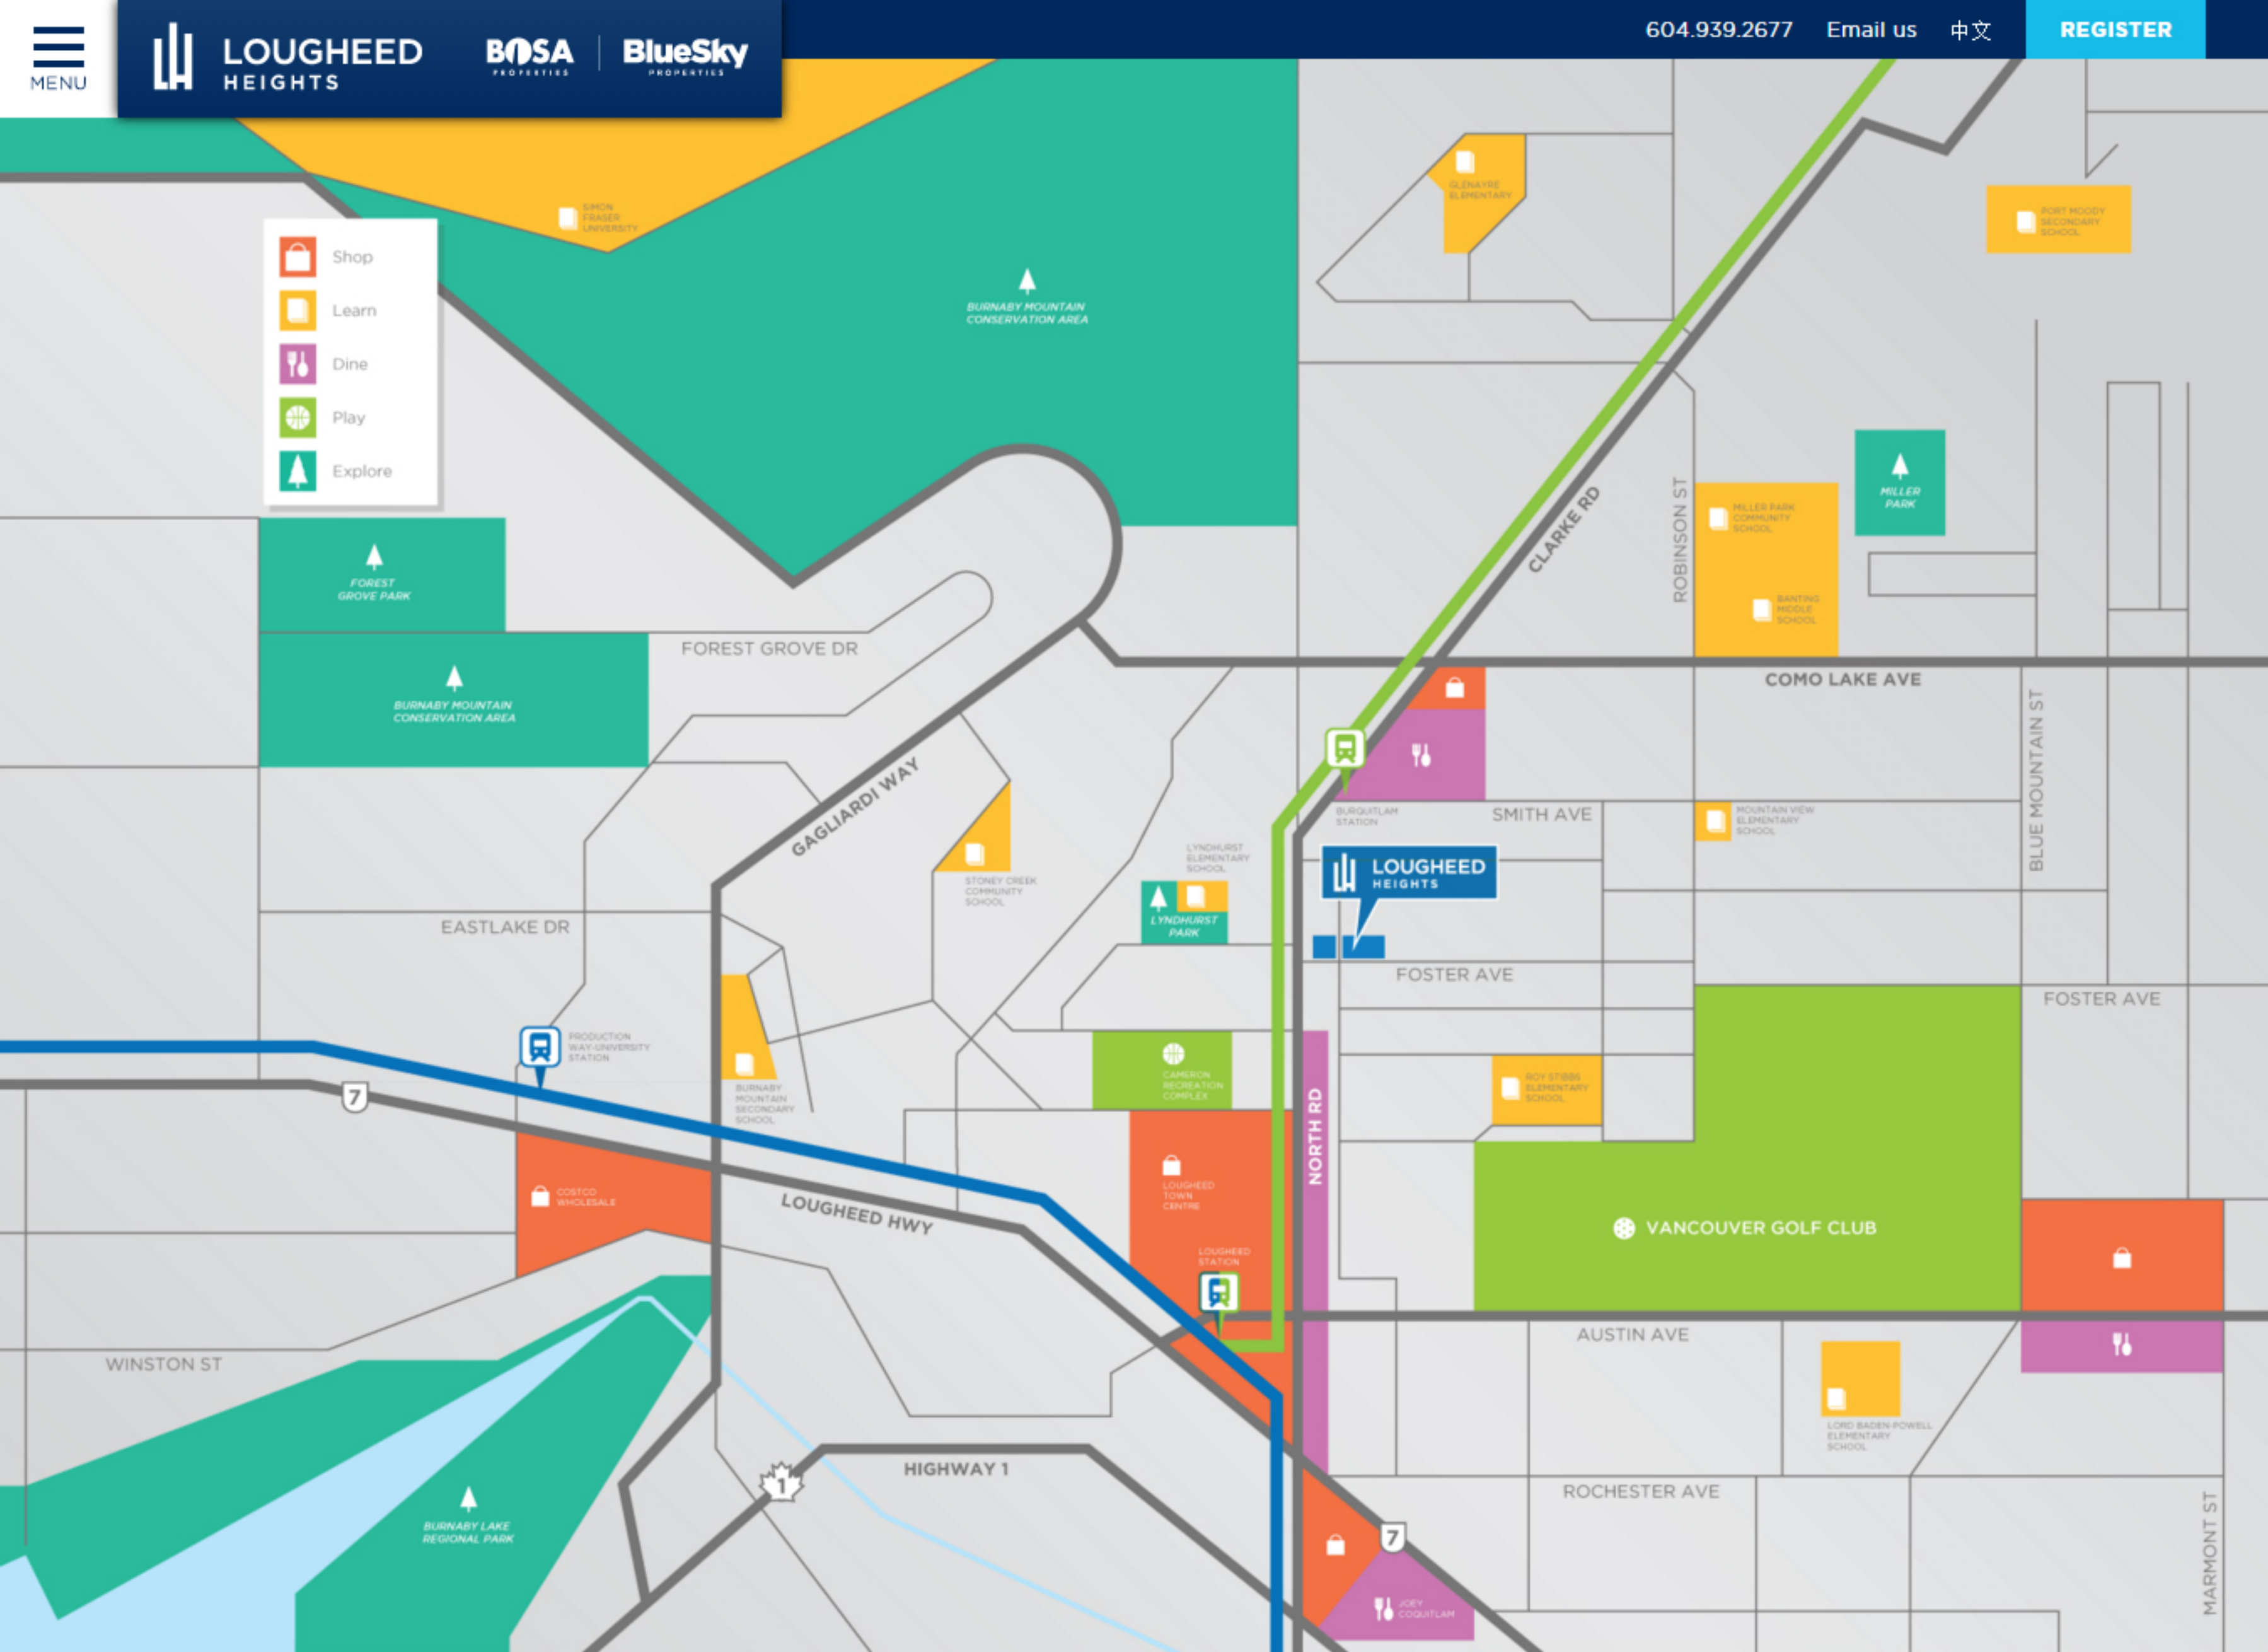 MENU
LOUGHEED
HEIGHTS
BOSA
PROPERTIES
BlueSky
PROPERTIES
604.939.2677
Email us
中文
REGISTER
Shop
Learn
Dine
Play
Explore
SIMON
FRASER
UNIVERSITY
BURNABY MOUNTAIN
CONSERVATION AREA
GLENAYRE
ELEMENTARY
PORT MOODY
SECONDARY
SCHOOL
MILLER
PARK
MILLER PARK
COMMUNITY
SCHOOL
BANTING
MIDDLE
SCHOOL
CLARKE RD
ROBINSON ST
FOREST
GROVE PARK
FOREST GROVE DR
BURNABY MOUNTAIN
CONSERVATION AREA
COMO LAKE AVE
BLUE MOUNTAIN ST
GAGLIARDI WAY
BURQUITLAM
STATION
SMITH AVE
MOUNTAIN VIEW
ELEMENTARY
SCHOOL
STONEY CREEK
COMMUNITY
SCHOOL
LYNDHURST
ELEMENTARY
SCHOOL
LYNDHURST
PARK
LOUGHEED
HEIGHTS
EASTLAKE DR
FOSTER AVE
FOSTER AVE
PRODUCTION
WAY-UNIVERSITY
STATION
7
BURNABY
MOUNTAIN
SECONDARY
SCHOOL
CAMERON
RECREATION
COMPLEX
NORTH RD
ROY STIBBS
ELEMENTARY
SCHOOL
COSTCO
WHOLESALE
LOUGHEED HWY
LOUGHEED
TOWN
CENTRE
LOUGHEED
STATION
VANCOUVER GOLF CLUB
AUSTIN AVE
WINSTON ST
LORD BADEN-POWELL
ELEMENTARY
SCHOOL
HIGHWAY 1
1
ROCHESTER AVE
MARMONT ST
BURNABY LAKE
REGIONAL PARK
7
JOEY
COQUITLAM